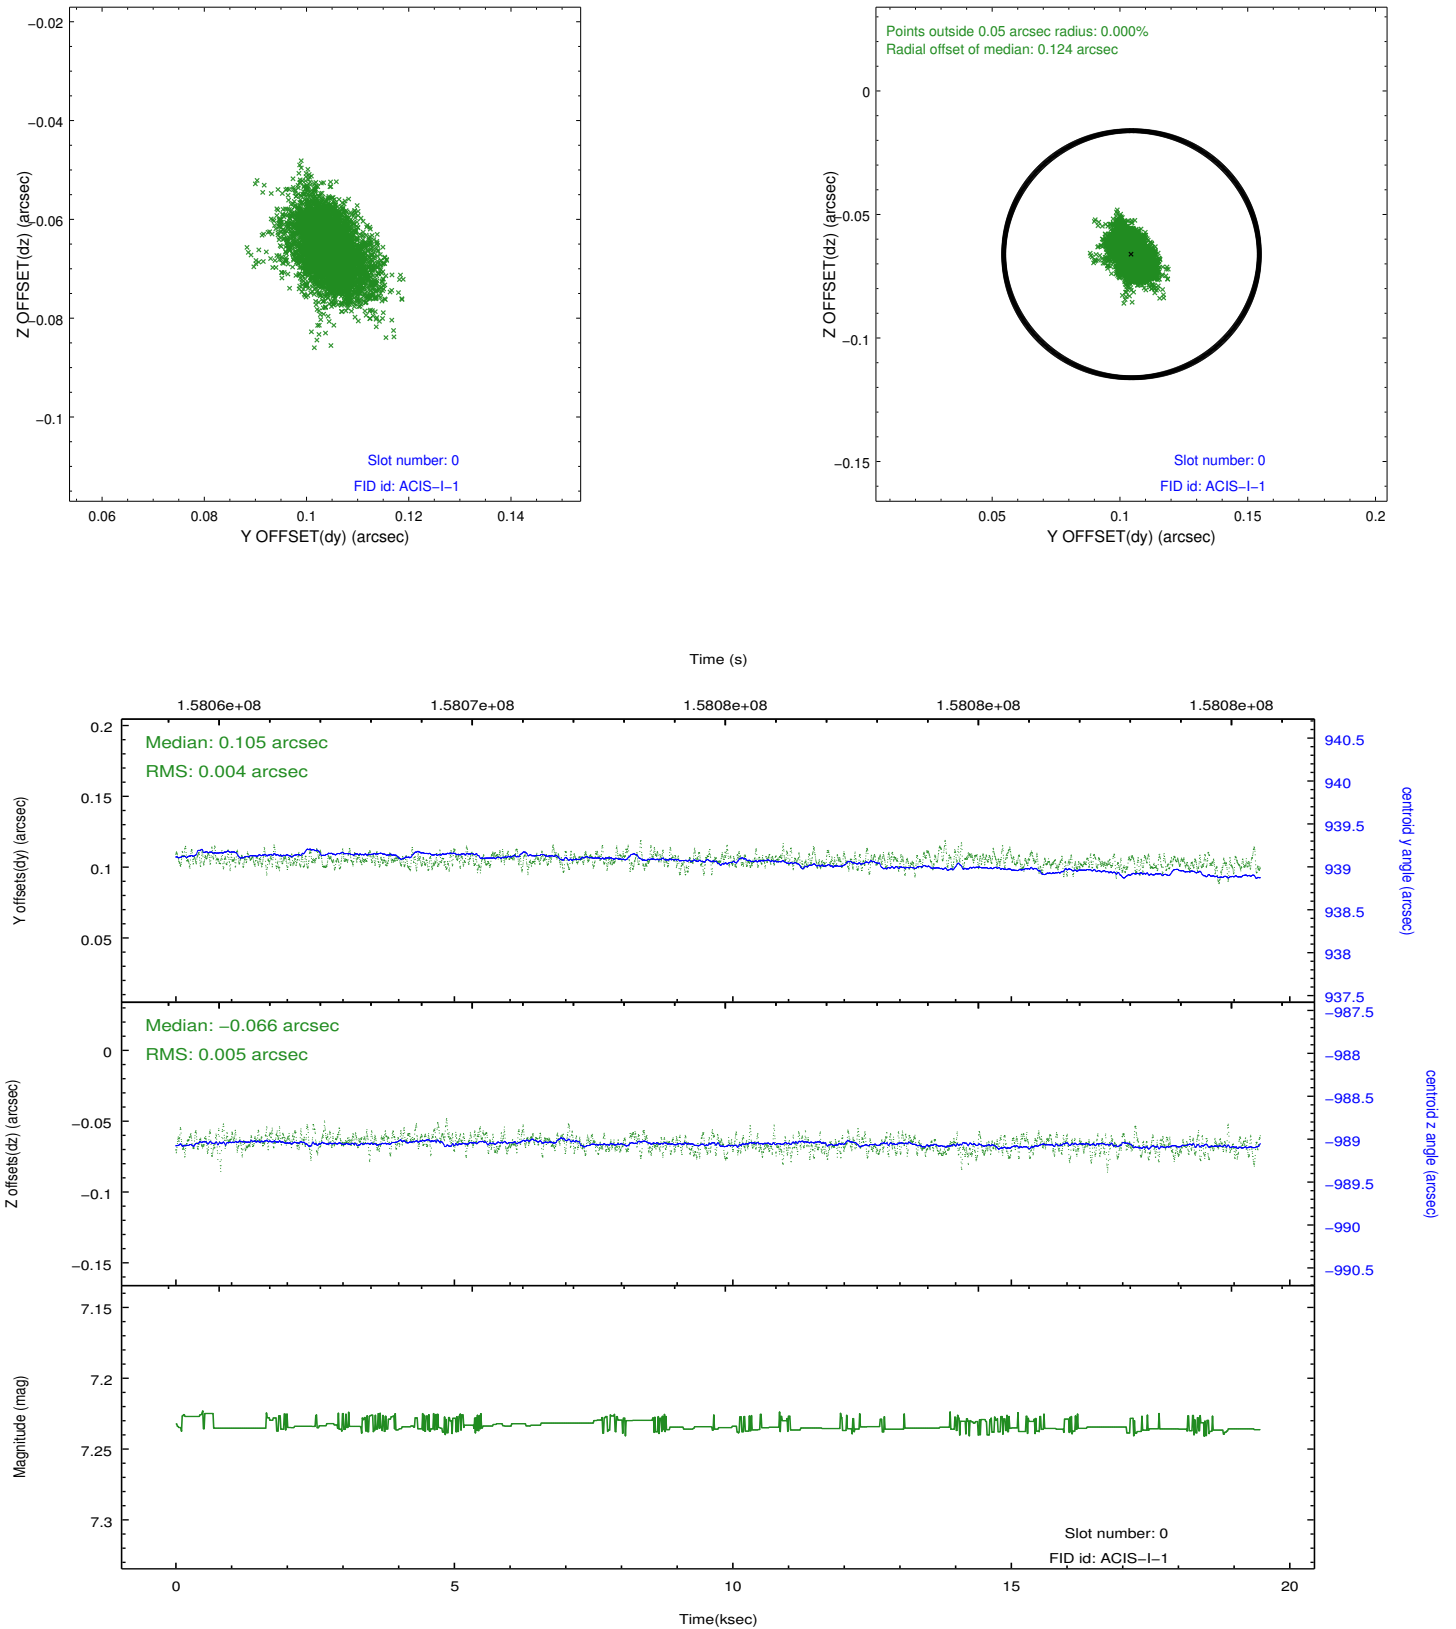 −0.02
−0.04
−0.06
−0.08
−0.1
Z OFFSET(dz) (arcsec)
Slot number: 0
FID id: ACIS−I−1
0.06 0.08 0.1 0.12 0.14
Y OFFSET(dy) (arcsec)
Points outside 0.05 arcsec radius: 0.000%
Radial offset of median: 0.124 arcsec
0
−0.05
−0.1
−0.15
Z OFFSET(dz) (arcsec)
Slot number: 0
FID id: ACIS−I−1
0.05 0.1 0.15 0.2
Y OFFSET(dy) (arcsec)
Time (s)
1.5806e+08 1.5807e+08 1.5808e+08 1.5808e+08 1.5808e+08
Median: 0.105 arcsec
RMS: 0.004 arcsec
0.2
0.15
0.1
0.05
Y offsets(dy) (arcsec)
940.5
940
939.5
939
938.5
938
937.5
centroid y angle (arcsec)
Median: −0.066 arcsec
RMS: 0.005 arcsec
0
−0.05
−0.1
−0.15
Z offsets(dz) (arcsec)
−987.5
−988
−988.5
−989
−989.5
−990
−990.5
centroid z angle (arcsec)
7.15
7.2
7.25
7.3
Magnitude (mag)
Slot number: 0
FID id: ACIS−I−1
0 5 10 15 20
Time(ksec)